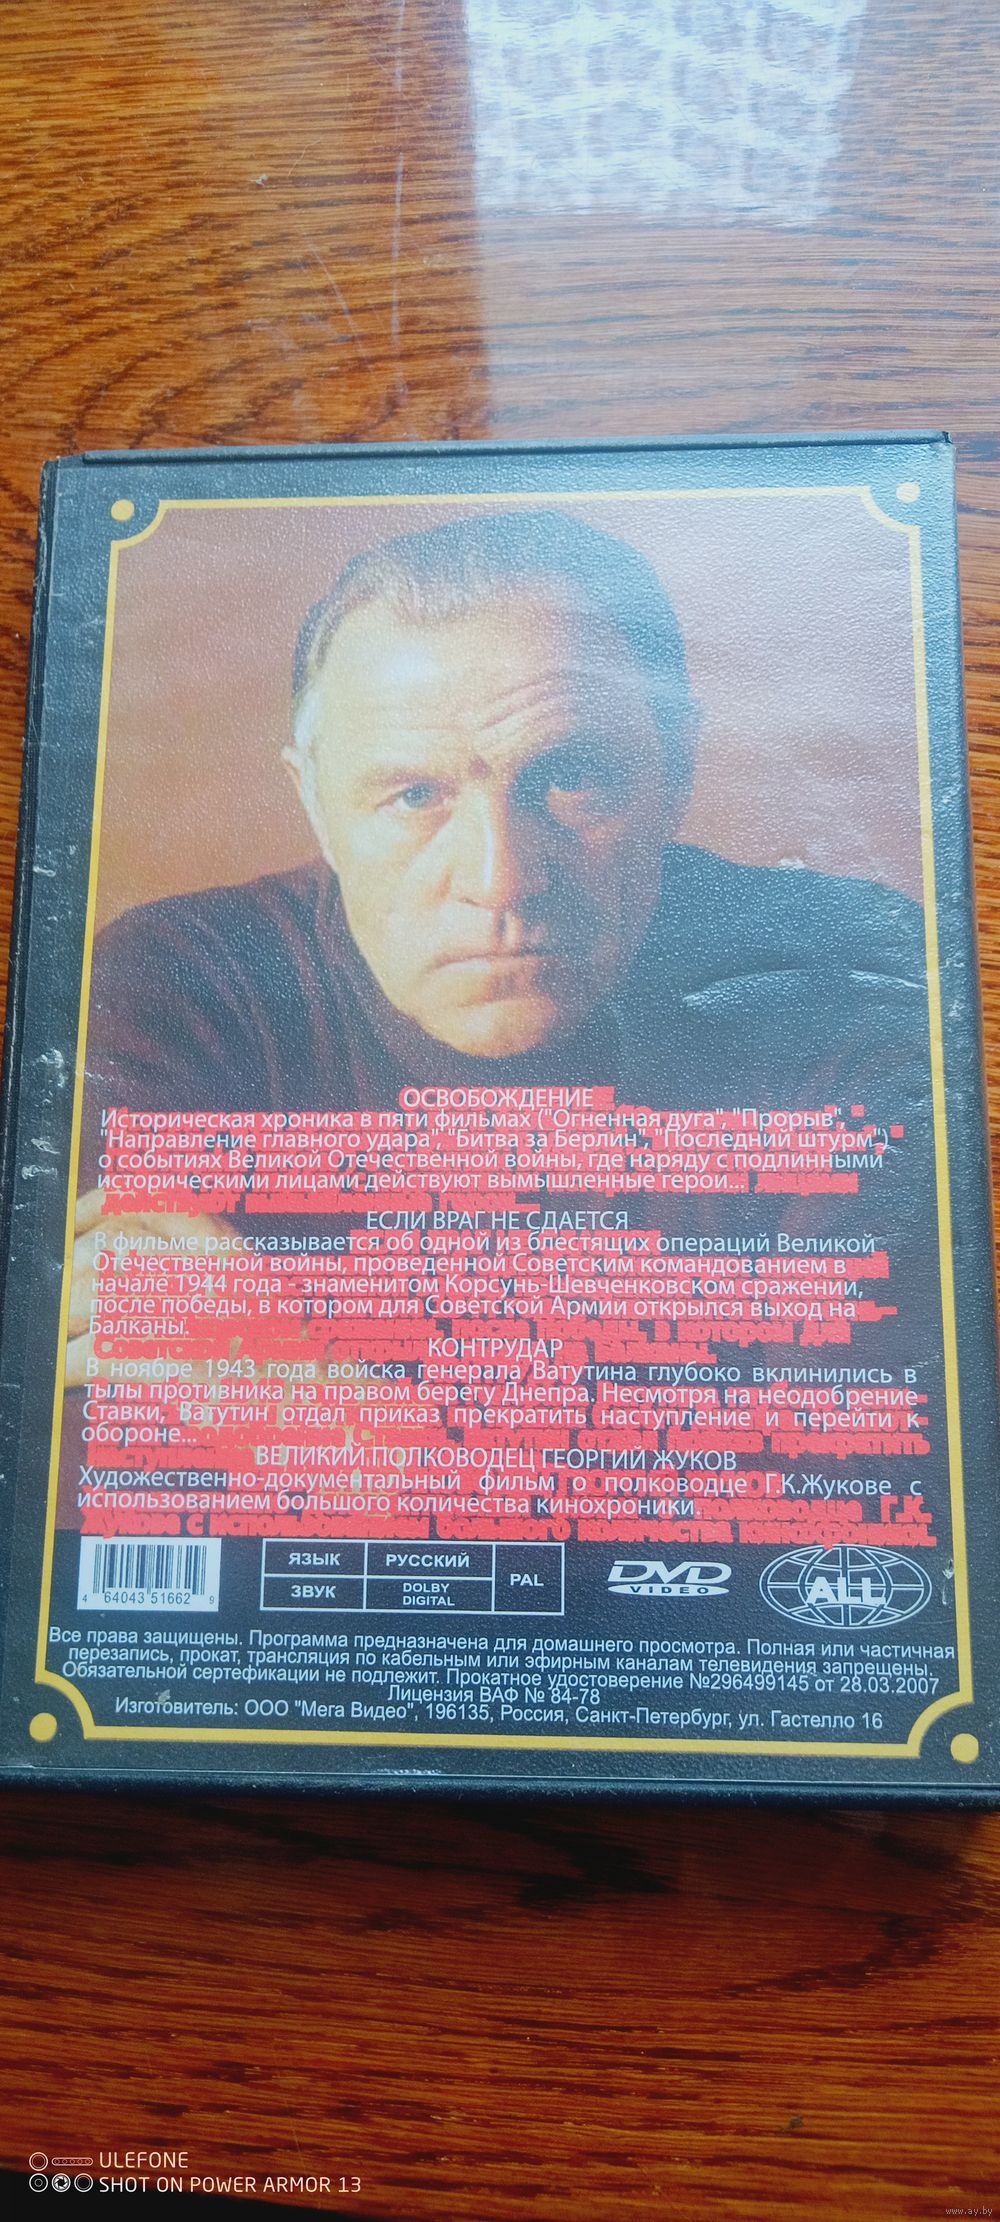 ОСВОБОЖДЕНИЕ
Историческая хроника в пяти фильмах ("Огненная дуга", "Прорыв",
"Направление главного удара", "Битва за Берлин", "Последний штурм")
о событиях Великой Отечественной войны, где наряду с подлинными
историческими лицами действуют вымышленные герои...
ЕСЛИ ВРАГ НЕ СДАЕТСЯ
В фильме рассказывается об одной из блестящих операций Великой
Отечественной войны, проведенной Советским командованием в
начале 1944 года - знаменитом Корсунь-Шевченковском сражении,
после победы, в котором для Советской Армии открылся выход на
Балканы.
КОНТРУДАР
В ноябре 1943 года войска генерала Ватутина глубоко вклинились в
тылы противника на правом берегу Днепра. Несмотря на неодобрение
Ставки, Ватутин отдал приказ прекратить наступление и перейти к
обороне...
ВЕЛИКИЙ ПОЛКОВОДЕЦ ГЕОРГИЙ ЖУКОВ
Художественно-документальный фильм о полководце Г.К.Жукове с
использованием большого количества кинохроники.
4 64043 51662 9
ЯЗЫК РУССКИЙ PAL
ЗВУК DOLBY DIGITAL
DVD VIDEO
ALL
Все права защищены. Программа предназначена для домашнего просмотра. Полная или частичная
перезапись, прокат, трансляция по кабельным или эфирным каналам телевидения запрещены.
Обязательной сертефикации не подлежит. Прокатное удостоверение №296499145 от 28.03.2007
Лицензия ВАФ № 84-78
Изготовитель: ООО "Мега Видео", 196135, Россия, Санкт-Петербург, ул. Гастелло 16
ULEFONE
SHOT ON POWER ARMOR 13
www.ay.by